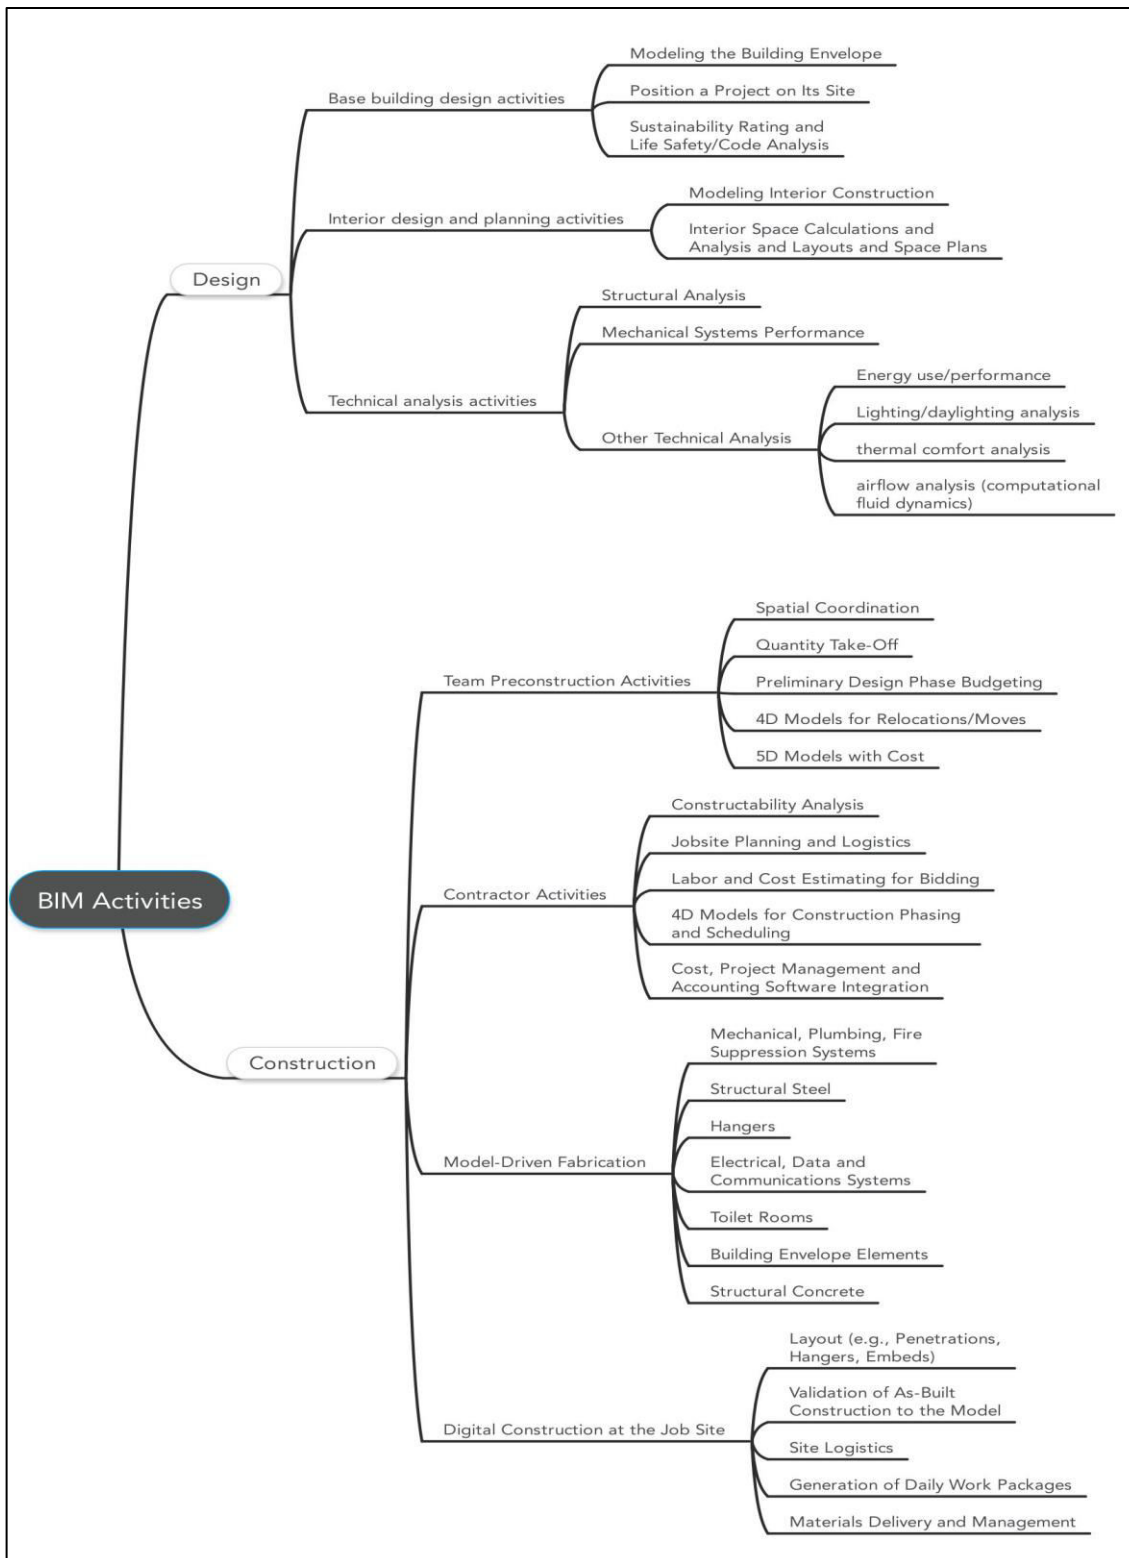 Modeling the Building Envelope
Base building design activities
Position a Project on Its Site
Sustainability Rating and
Life Safety/Code Analysis
Modeling Interior Construction
Interior design and planning activities
Interior Space Calculations and
Analysis and Layouts and Space Plans
Design
Structural Analysis
Mechanical Systems Performance
Technical analysis activities
Energy use/performance
Lighting/daylighting analysis
Other Technical Analysis
thermal comfort analysis
airflow analysis (computational
fluid dynamics)
Spatial Coordination
Quantity Take-Off
Team Preconstruction Activities
Preliminary Design Phase Budgeting
4D Models for Relocations/Moves
5D Models with Cost
Constructability Analysis
Jobsite Planning and Logistics
BIM Activities
Contractor Activities
Labor and Cost Estimating for Bidding
4D Models for Construction Phasing
and Scheduling
Cost, Project Management and
Accounting Software Integration
Construction
Mechanical, Plumbing, Fire
Suppression Systems
Structural Steel
Hangers
Model-Driven Fabrication
Electrical, Data and
Communications Systems
Toilet Rooms
Building Envelope Elements
Structural Concrete
Layout (e.g., Penetrations,
Hangers, Embeds)
Validation of As-Built
Construction to the Model
Digital Construction at the Job Site
Site Logistics
Generation of Daily Work Packages
Materials Delivery and Management